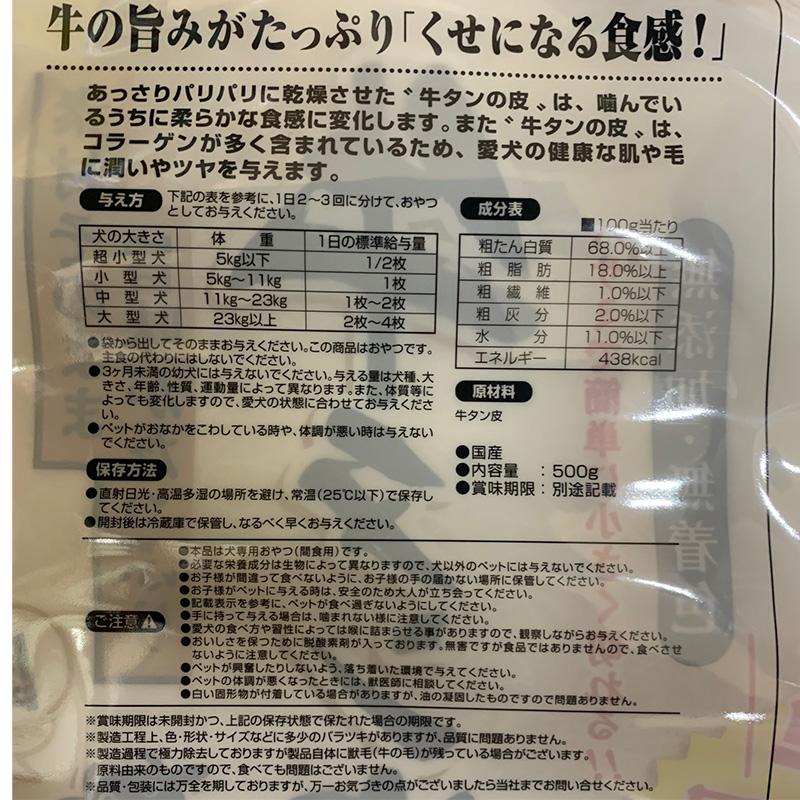 牛の旨みがたっぷり「くせになる食感！」
あっさりパリパリに乾燥させた〝牛タンの皮〟は、噛んでい
るうちに柔らかな食感に変化します。また〝牛タンの皮〟は、
コラーゲンが多く含まれているため、愛犬の健康な肌や毛
に潤いやツヤを与えます。
与え方
下記の表を参考に、1日2〜3回に分けて、おやつ
としてお与えください。
犬の大きさ 体 重 1日の標準給与量
超小型犬 5kg以下 1/2枚
小型犬 5kg〜11kg 1枚
中型犬 11kg〜23kg 1枚〜2枚
大型犬 23kg以上 2枚〜4枚
●袋から出してそのままお与えください。この商品はおやつです。
主食の代わりにはしないでください。
●3ヶ月未満の幼犬には与えないでください。与える量は犬種、大
きさ、年齢、性質、運動量によって異なります。また、体質等に
よっても変化しますので、愛犬の状態に合わせてお与えくださ
い。
●ペットがおなかをこわしている時や、体調が悪い時は与えない
でください。
保存方法
●直射日光・高温多湿の場所を避け、常温(25℃以下)で保存し
てください。
●開封後は冷蔵庫で保管し、なるべく早くお与えください。
成分表
■100g当たり
粗たん白質 68.0%以上
粗脂肪 18.0%以上
粗繊維 1.0%以下
粗灰分 2.0%以下
水分 11.0%以下
エネルギー 438kcal
原材料
牛タン皮
●国産
●内容量 ：500g
●賞味期限：別途記載
ご注意
●本品は犬専用おやつ(間食用)です。
●必要な栄養成分は生物によって異なりますので、犬以外のペットには与えないでください。
●お子様が間違って食べないように、お子様の手の届かない場所に保管してください。
●お子様がペットに与える時は、安全のため大人が立ち会ってください。
●記載表示を参考に、ペットが食べ過ぎないようにしてください。
●手に持って与える場合は、噛まれない様に注意してください。
●愛犬の食べ方や習性によっては喉に詰まらせる事がありますので、観察しながらお与えください。
●おいしさを保つために脱酸素剤が入っております。無害ですが食品ではありませんので、食べさせ
ないように注意してください。
●ペットが興奮したりしないよう、落ち着いた環境で与えてください。
●ペットの体調が悪くなったときには、獣医師に相談してください。
●白い固形物が付着している場合がありますが、油の凝固したものですので問題ありません。
※賞味期限は未開封かつ、上記の保存状態で保たれた場合の期限です。
※製造工程上、色・形状・サイズなどに多少のバラツキがありますが、品質に問題ありません。
※製造過程で極力除去しておりますが製品自体に獣毛(牛の毛)が残っている場合がございます。
原料由来のものですので、食べても問題はございません。
※品質・包装には万全を期しておりますが、万一お気づきの点がございましたら当社までお問い合せください。